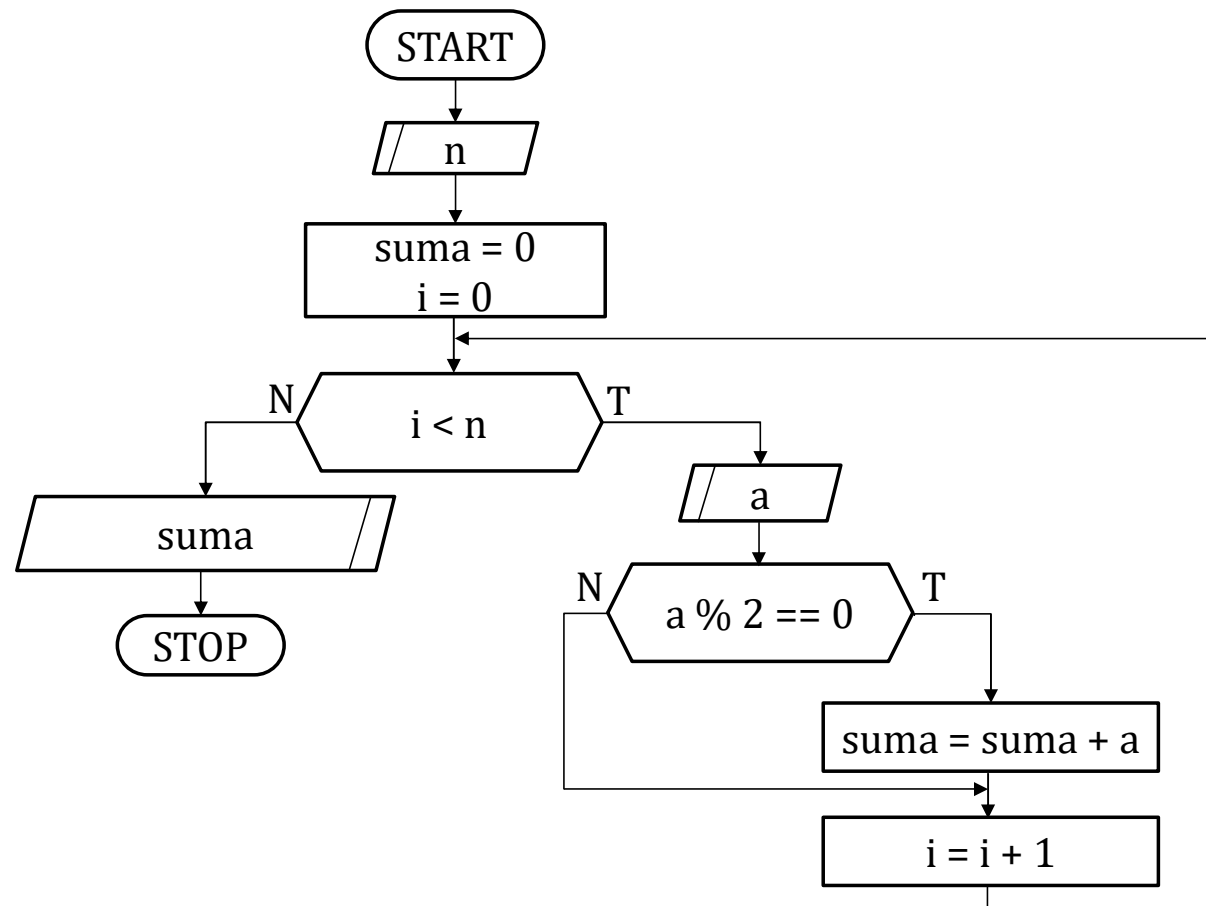 START
n
suma = 0
i = 0
N
T
i < n
a
suma
N
T
a % 2 == 0
STOP
suma = suma + a
i = i + 1